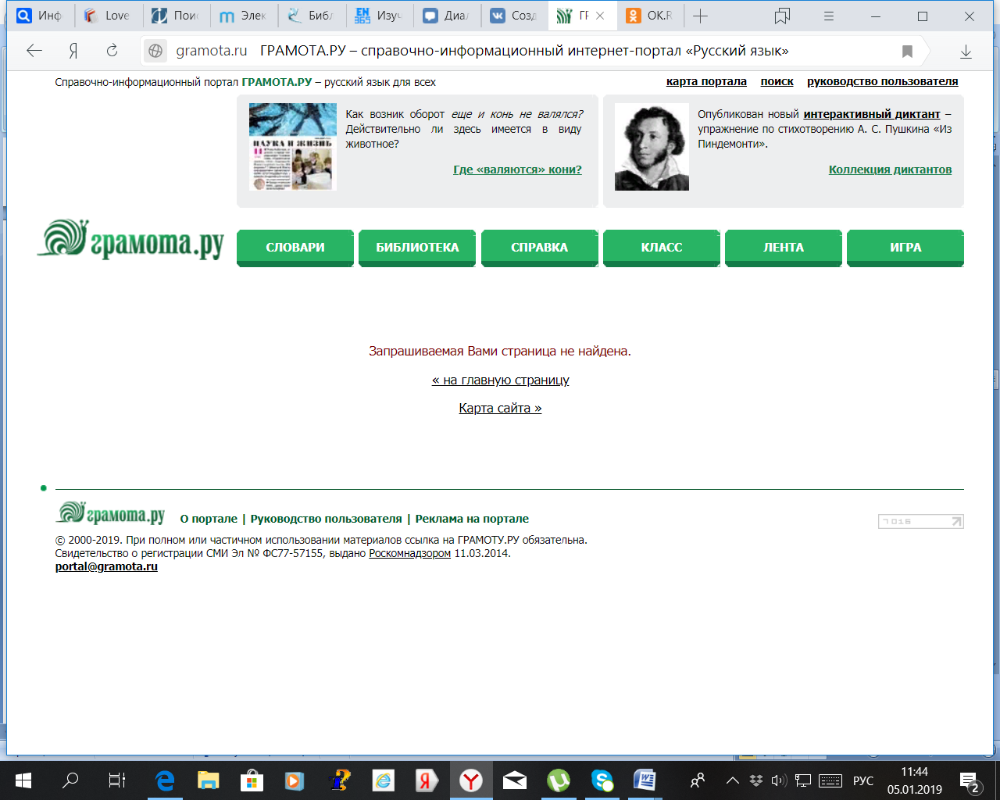 Инф
Love
Поис
Элек
Библ
EN 365 Изуч
Диал
Созд
ГР
OK.R
gramota.ru ГРАМОТА.РУ – справочно-информационный интернет-портал «Русский язык»
Справочно-информационный портал ГРАМОТА.РУ – русский язык для всех
карта портала поиск руководство пользователя
НАУКА И ЖИЗНЬ
Как возник оборот еще и конь не валялся?
Действительно ли здесь имеется в виду
животное?
Где «валяются» кони?
Опубликован новый интерактивный диктант –
упражнение по стихотворению А. С. Пушкина «Из
Пиндемонти».
Коллекция диктантов
грамота.ру
СЛОВАРИ БИБЛИОТЕКА СПРАВКА КЛАСС ЛЕНТА ИГРА
Запрашиваемая Вами страница не найдена.
« на главную страницу
Карта сайта »
грамота.ру
О портале | Руководство пользователя | Реклама на портале
7015
© 2000-2019. При полном или частичном использовании материалов ссылка на ГРАМОТУ.РУ обязательна.
Свидетельство о регистрации СМИ Эл № ФС77-57155, выдано Роскомнадзором 11.03.2014.
portal@gramota.ru
РУС
11:44
05.01.2019
2